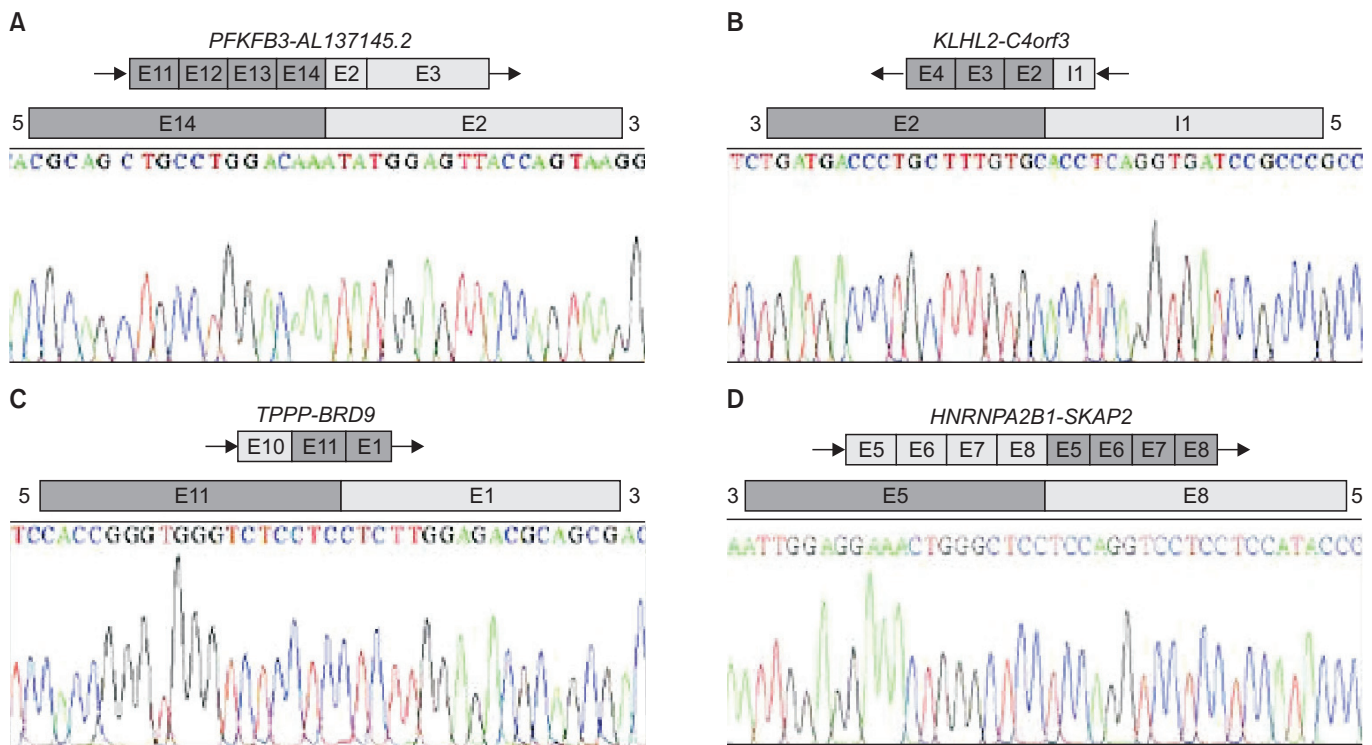 A
PFKFB3-AL137145.2
E11 E12 E13 E14 E2 E3
5 E14 E2 3
ACGCAG C TGCCTGGACAAATATGGAGTTACCAGTAAGG
B
KLHL2-C4orf3
E4 E3 E2 I1
3 E2 I1 5
TCTGATGACCCTGCTTTGTGCACCTCAGGTGATCCGCCCGCC
C
TPPP-BRD9
E10 E11 E1
5 E11 E1 3
TCCACCGGGTGGGTCTCCTCCTCTTGGAGACGCAGCGAC
D
HNRNPA2B1-SKAP2
E5 E6 E7 E8 E5 E6 E7 E8
3 E5 E8 5
AATTGGAGGAAACTGGGCTCCTCCAGGTCCTCCTCCATACCC